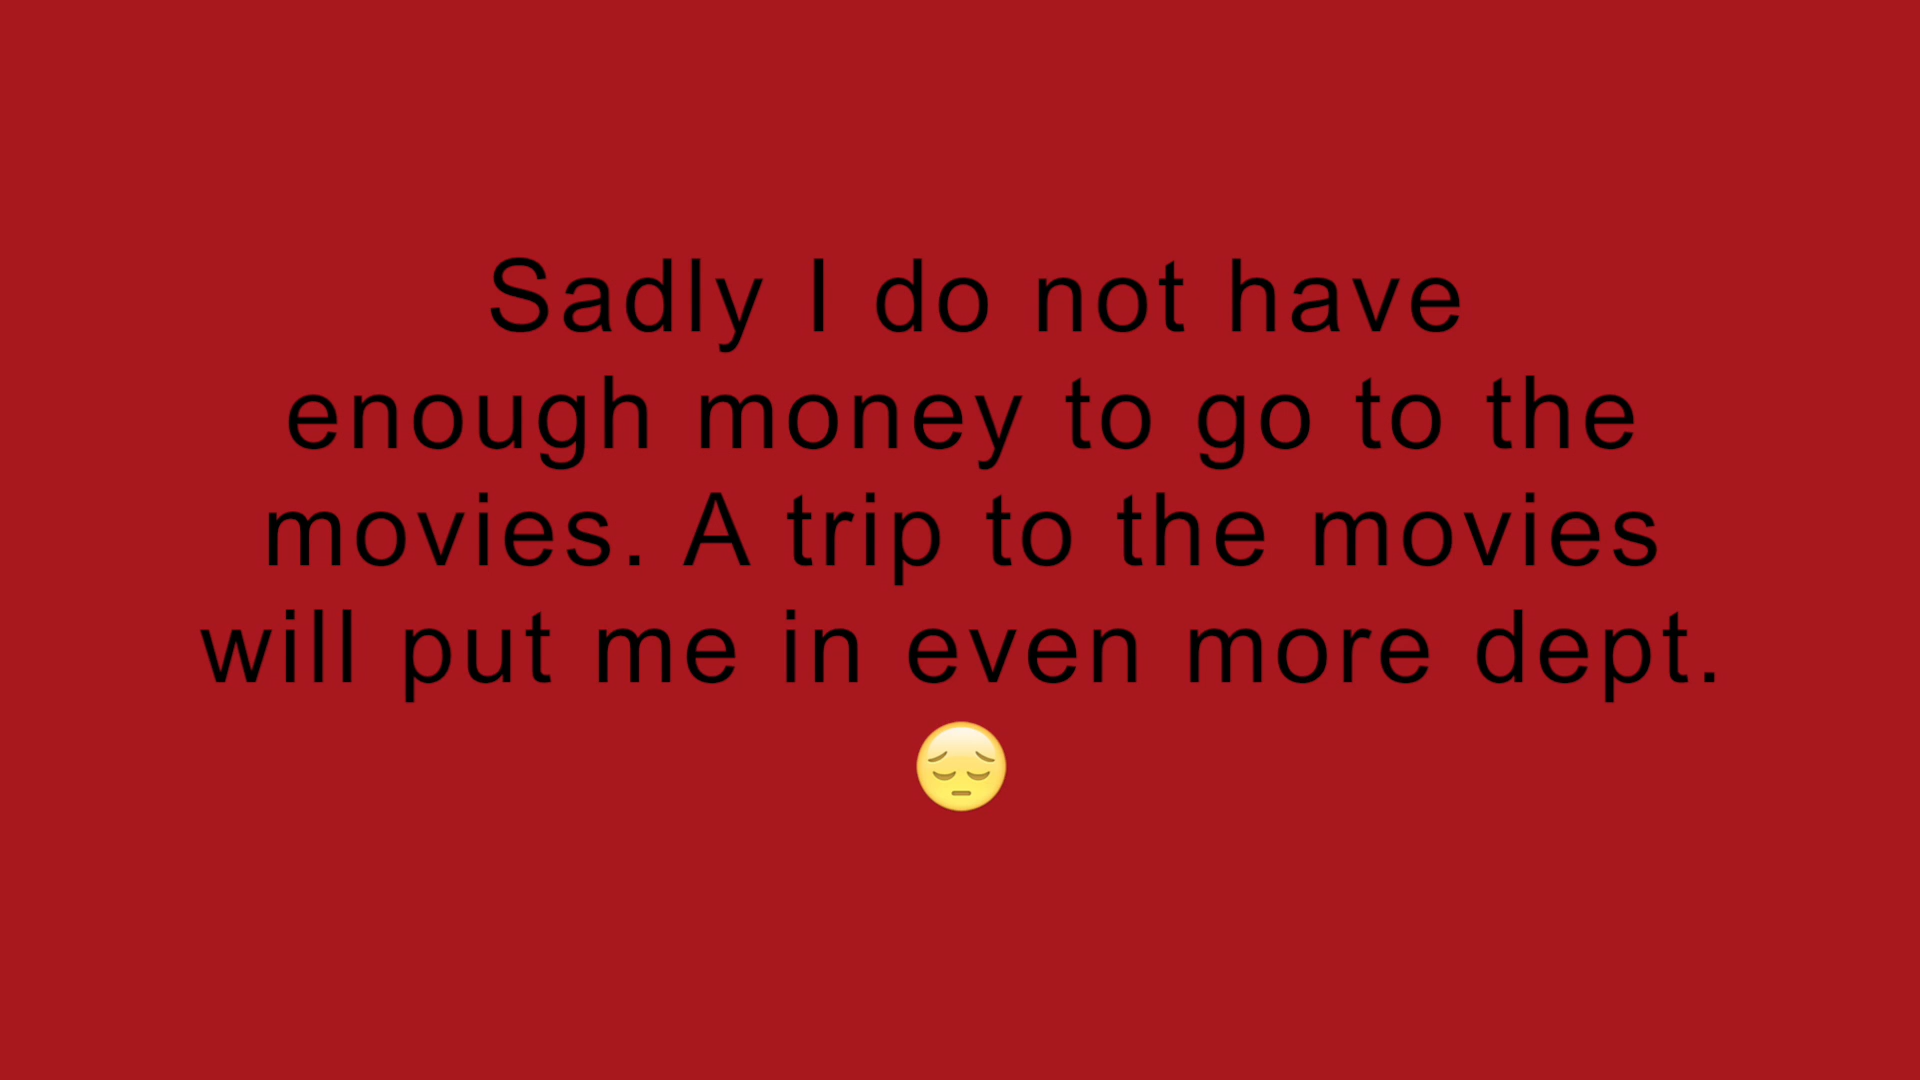 Sadly I do not have
enough money to go to the
movies. A trip to the movies
will put me in even more dept.
😔